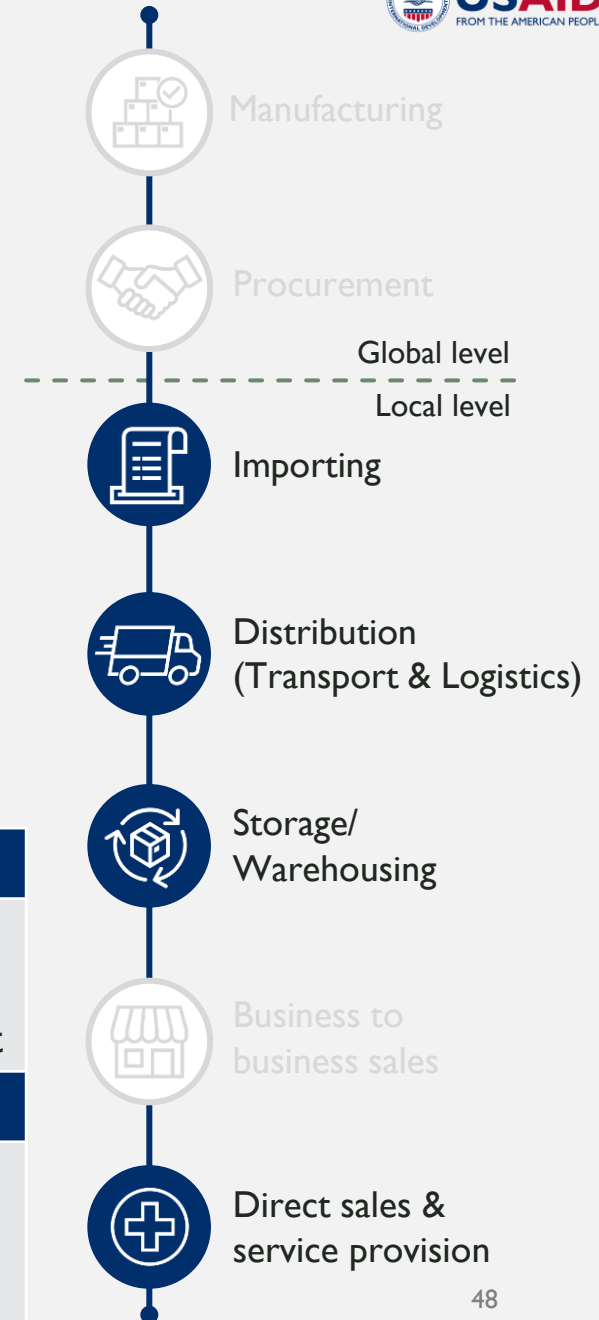 USAID
FROM THE AMERICAN PEOPL
Manufacturing
Procurement
Global level
Local level
Importing
Distribution
(Transport & Logistics)
Storage/
Warehousing
Business to
business sales
Direct sales &
service provision
48